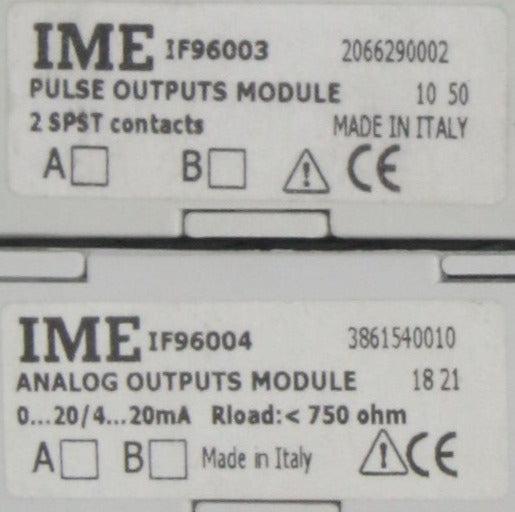 IME IF96003 2066290002
PULSE OUTPUTS MODULE 10 50
2 SPST contacts MADE IN ITALY
A B CE
IME IF96004 3861540010
ANALOG OUTPUTS MODULE 18 21
0...20/4...20mA Rload:< 750 ohm
A B Made in Italy CE